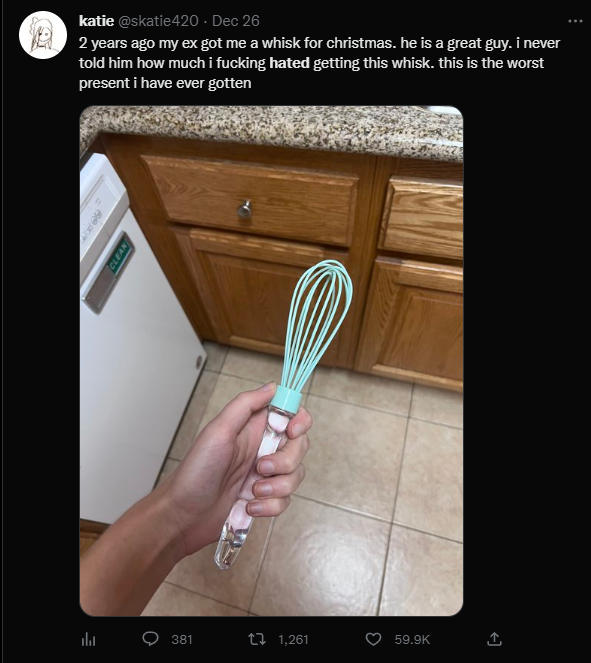 katie @skatie420 · Dec 26
2 years ago my ex got me a whisk for christmas. he is a great guy. i never
told him how much i fucking hated getting this whisk. this is the worst
present i have ever gotten
CLEAN
381 1,261 59.9K